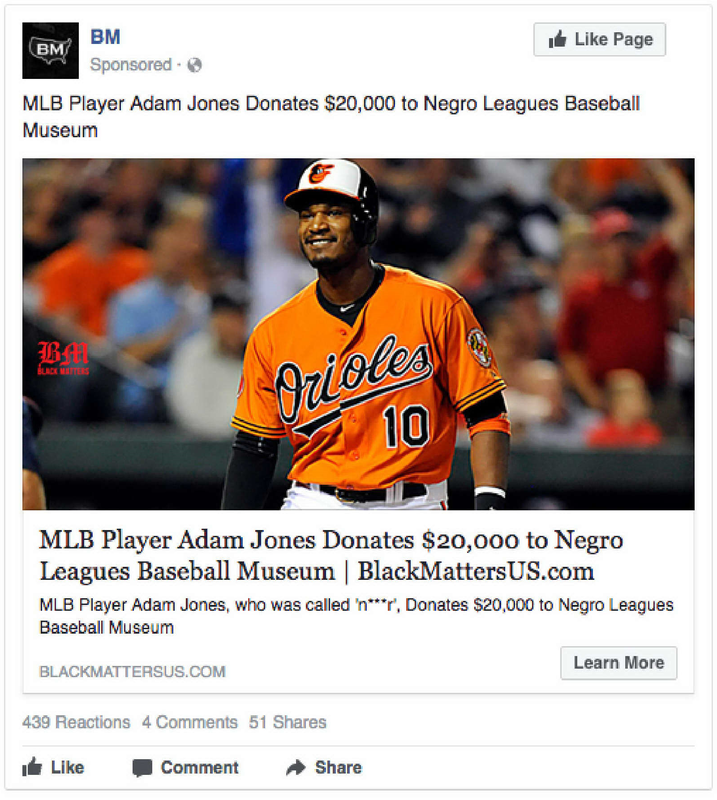 BM
BM
Like Page
Sponsored ·
MLB Player Adam Jones Donates $20,000 to Negro Leagues Baseball
Museum
Orioles
10
BM
BLACK MATTERS
MLB Player Adam Jones Donates $20,000 to Negro
Leagues Baseball Museum | BlackMattersUS.com
MLB Player Adam Jones, who was called 'n***r', Donates $20,000 to Negro Leagues
Baseball Museum
BLACKMATTERSUS.COM
Learn More
439 Reactions 4 Comments 51 Shares
Like Comment Share